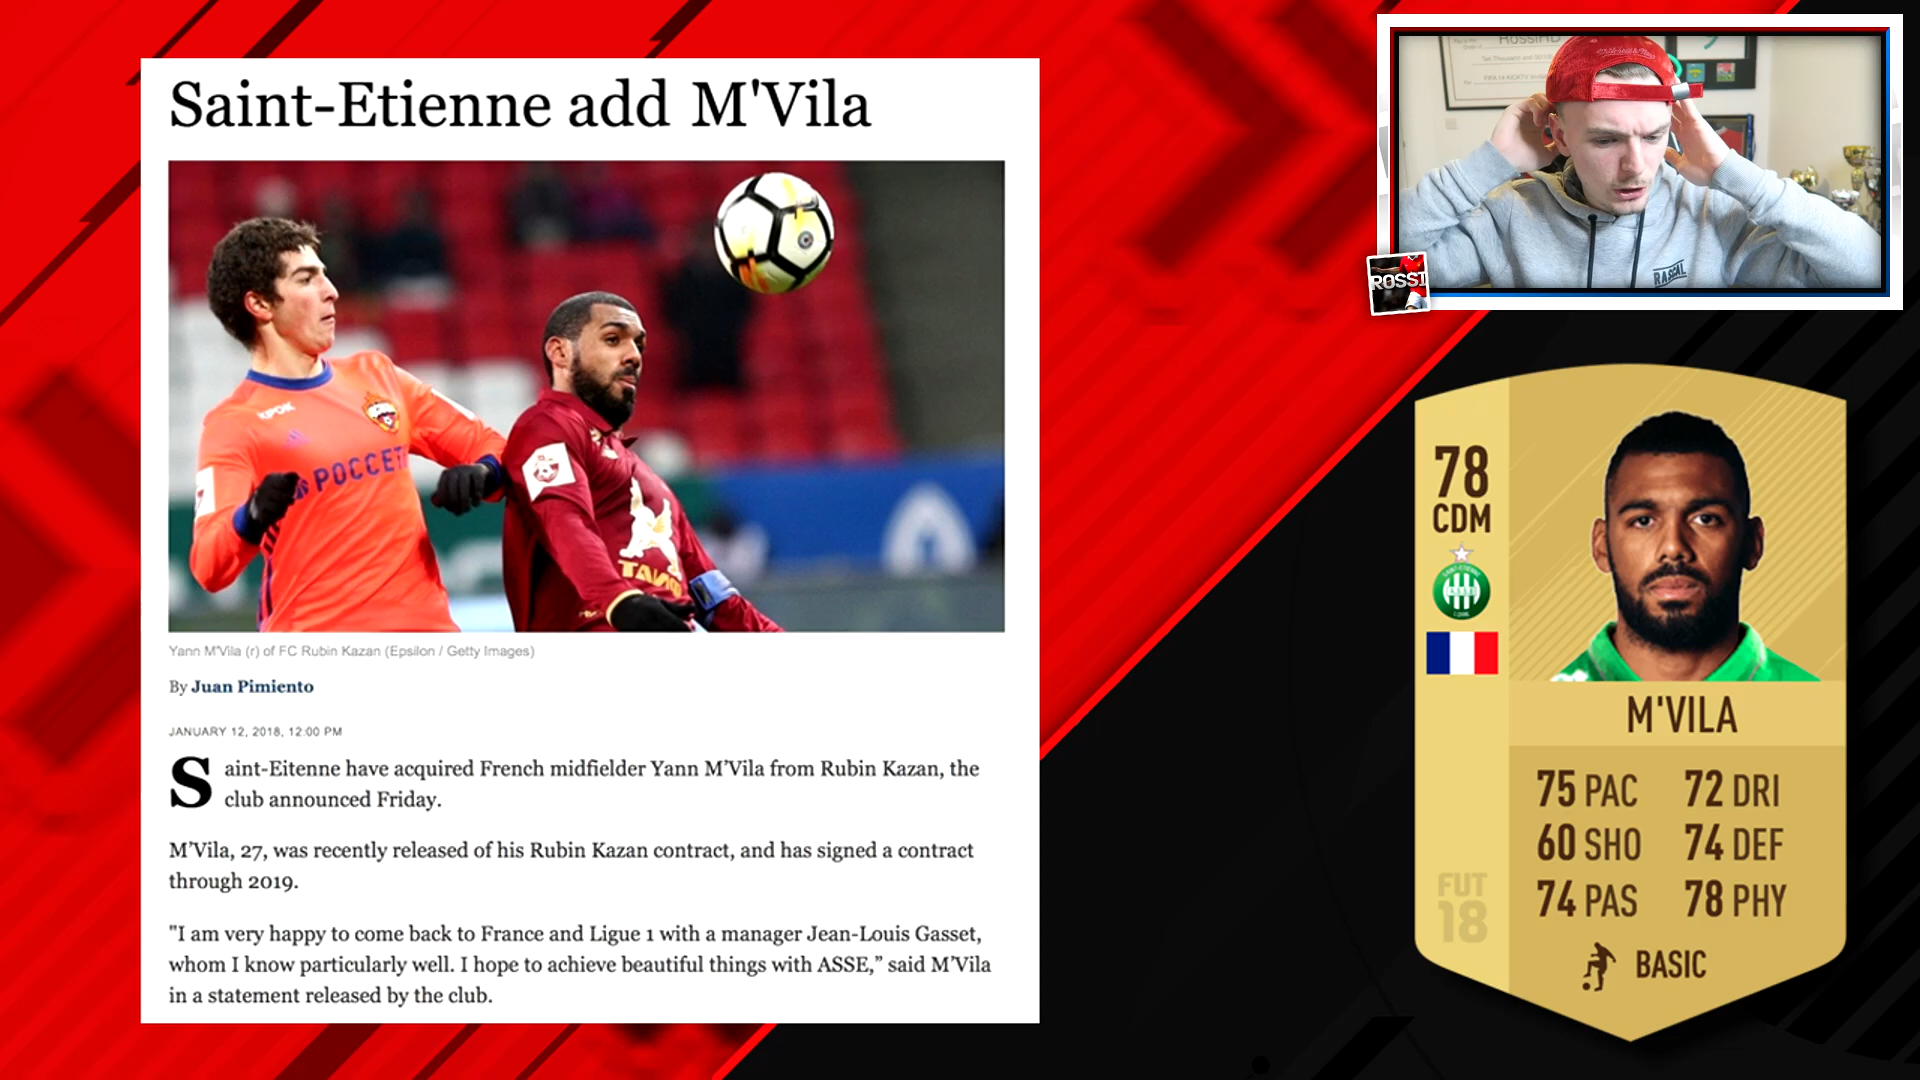 Saint-Etienne add M'Vila
РОССЕТ
Yann M'Vila (r) of FC Rubin Kazan (Epsilon / Getty Images)
By Juan Pimiento
JANUARY 12, 2018, 12:00 PM
Saint-Eitenne have acquired French midfielder Yann M’Vila from Rubin Kazan, the
club announced Friday.
M’Vila, 27, was recently released of his Rubin Kazan contract, and has signed a contract
through 2019.
"I am very happy to come back to France and Ligue 1 with a manager Jean-Louis Gasset,
whom I know particularly well. I hope to achieve beautiful things with ASSE,” said M’Vila
in a statement released by the club.
RossiHD
FIFA 14 KICKTV
RASCAL
ROSSI
78
CDM
M'VILA
75 PAC 72 DRI
60 SHO 74 DEF
74 PAS 78 PHY
FUT
18
BASIC